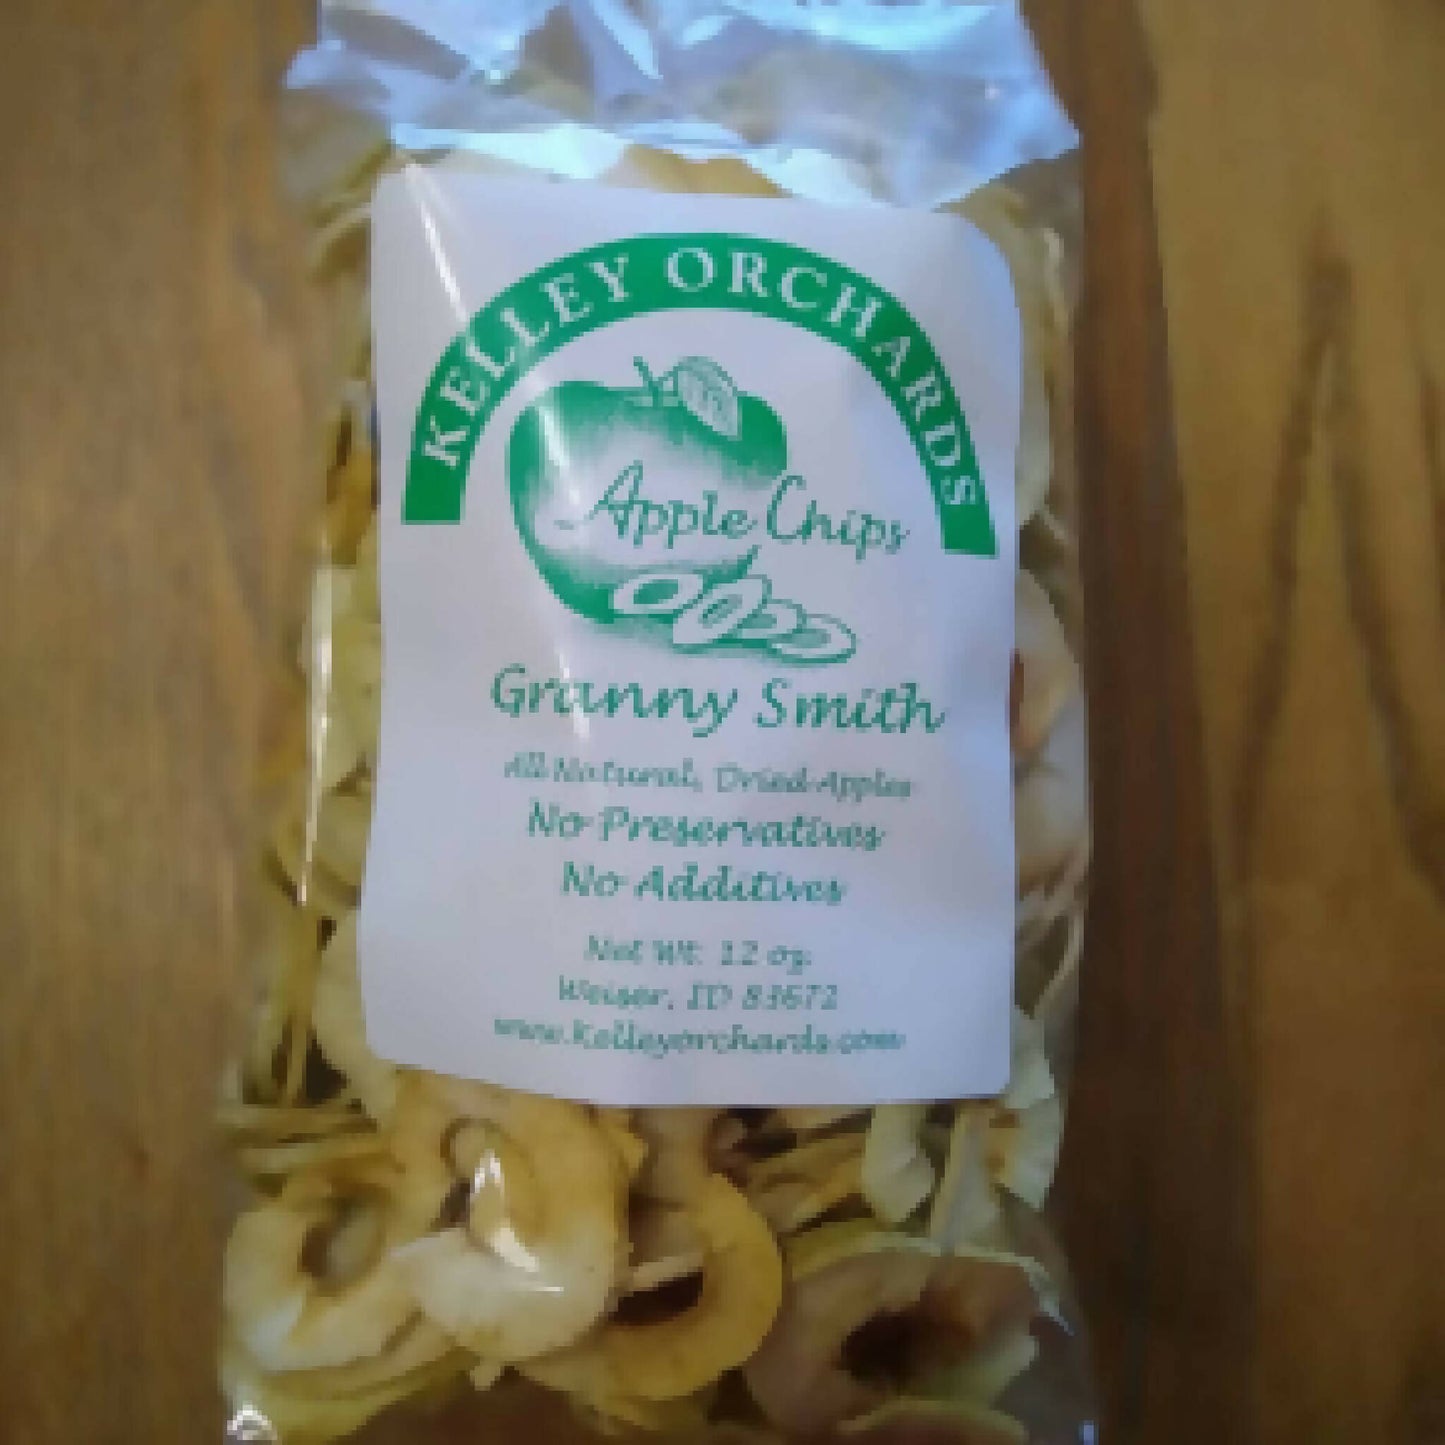 KELLEY ORCHARDS
Apple Chips
Granny Smith
All Natural, Dried Apples
No Preservatives
No Additives
Net Wt. 12 oz.
Weiser, ID 83672
www.Kelleyorchards.com